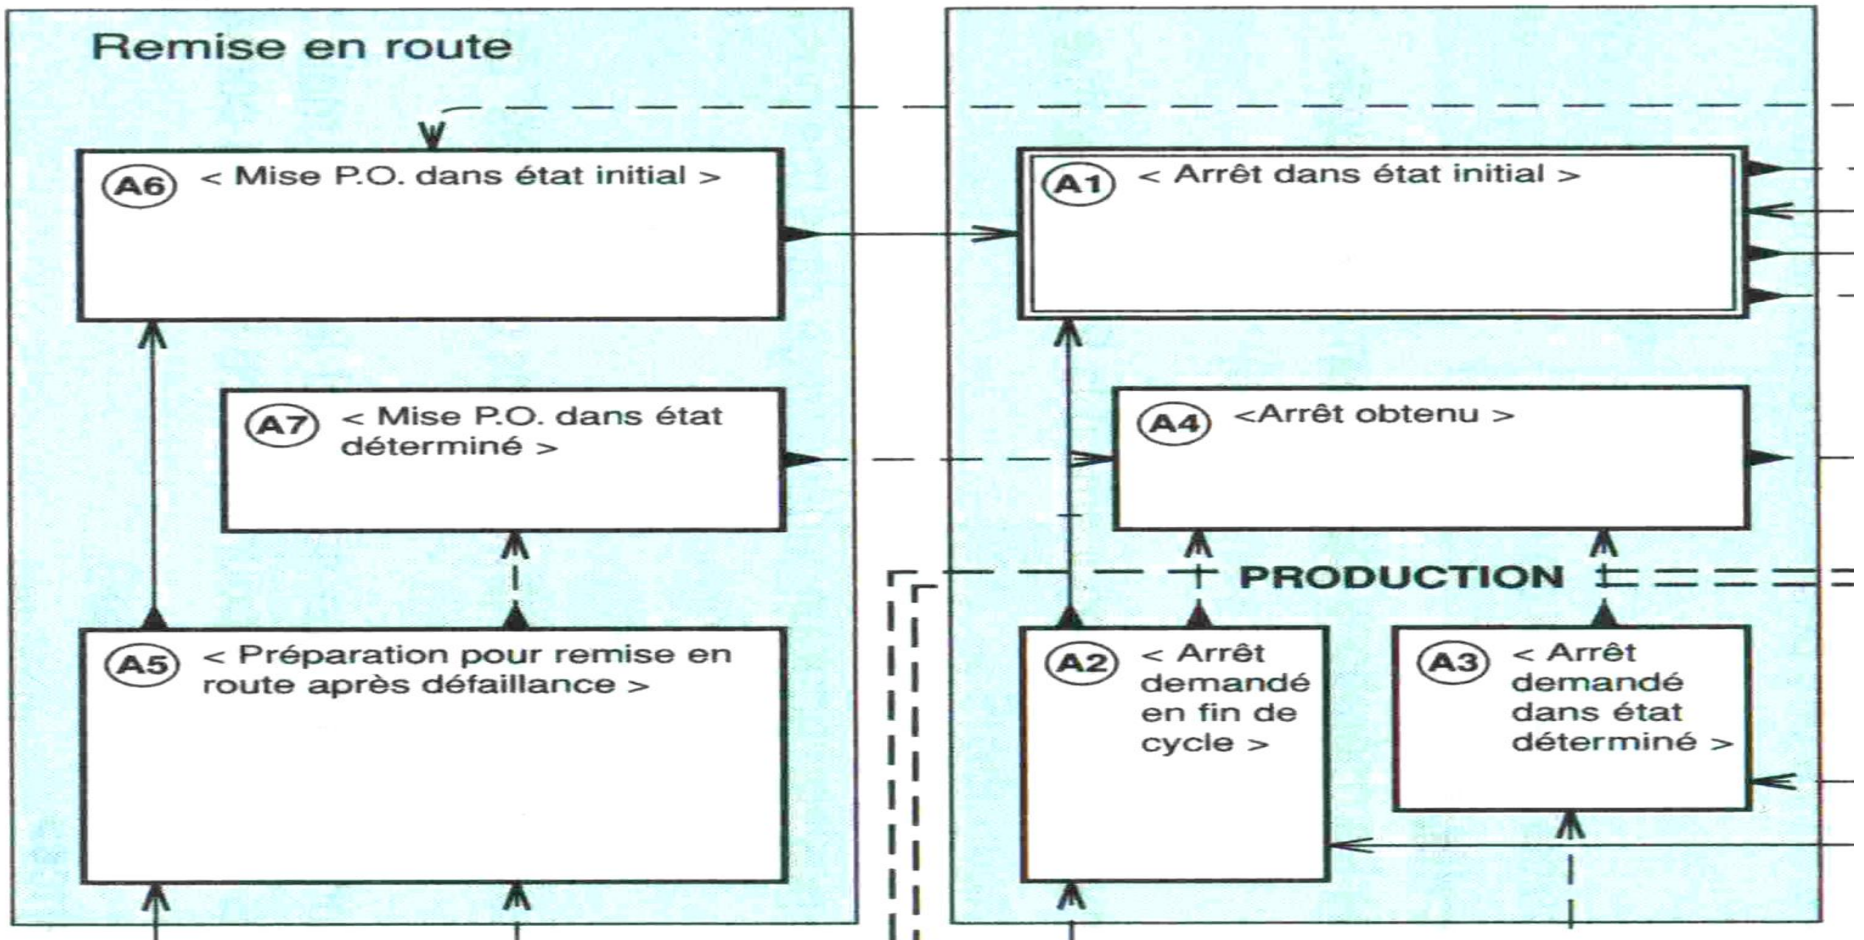 Remise en route
A6 < Mise P.O. dans état initial >
A1 < Arrêt dans état initial >
A7 < Mise P.O. dans état
déterminé >
A4 <Arrêt obtenu >
PRODUCTION
A5 < Préparation pour remise en
route après défaillance >
A2 < Arrêt
demandé
en fin de
cycle >
A3 < Arrêt
demandé
dans état
déterminé >